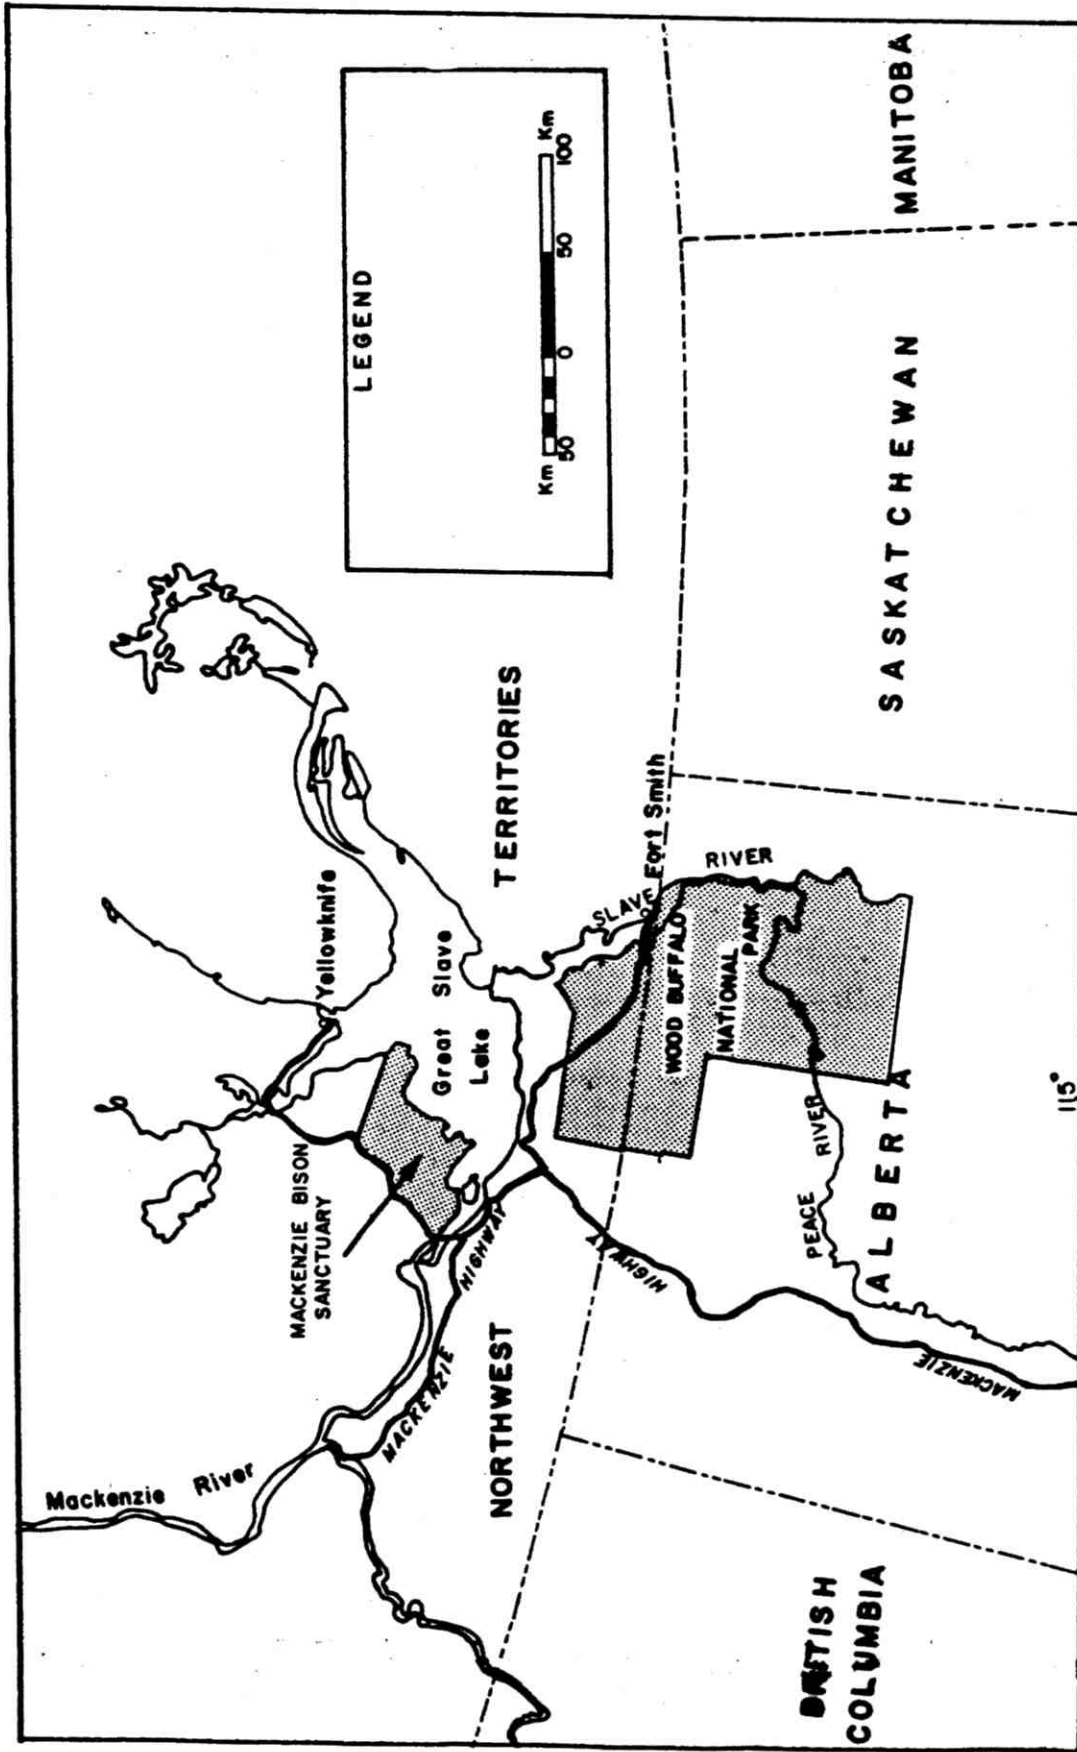 LEGEND
Km Km
50 0 50 100
Mackenzie River
MACKENZIE BISON
SANCTUARY
Yellowknife
Great Slave
Lake
NORTHWEST TERRITORIES
MACKENZIE HIGHWAY
SLAVE RIVER
Fort Smith
WOOD BUFFALO
NATIONAL
PARK
HIGHWAY
MACKENZIE
PEACE RIVER
BRITISH
COLUMBIA
ALBERTA
SASKATCHEWAN
MANITOBA
115°